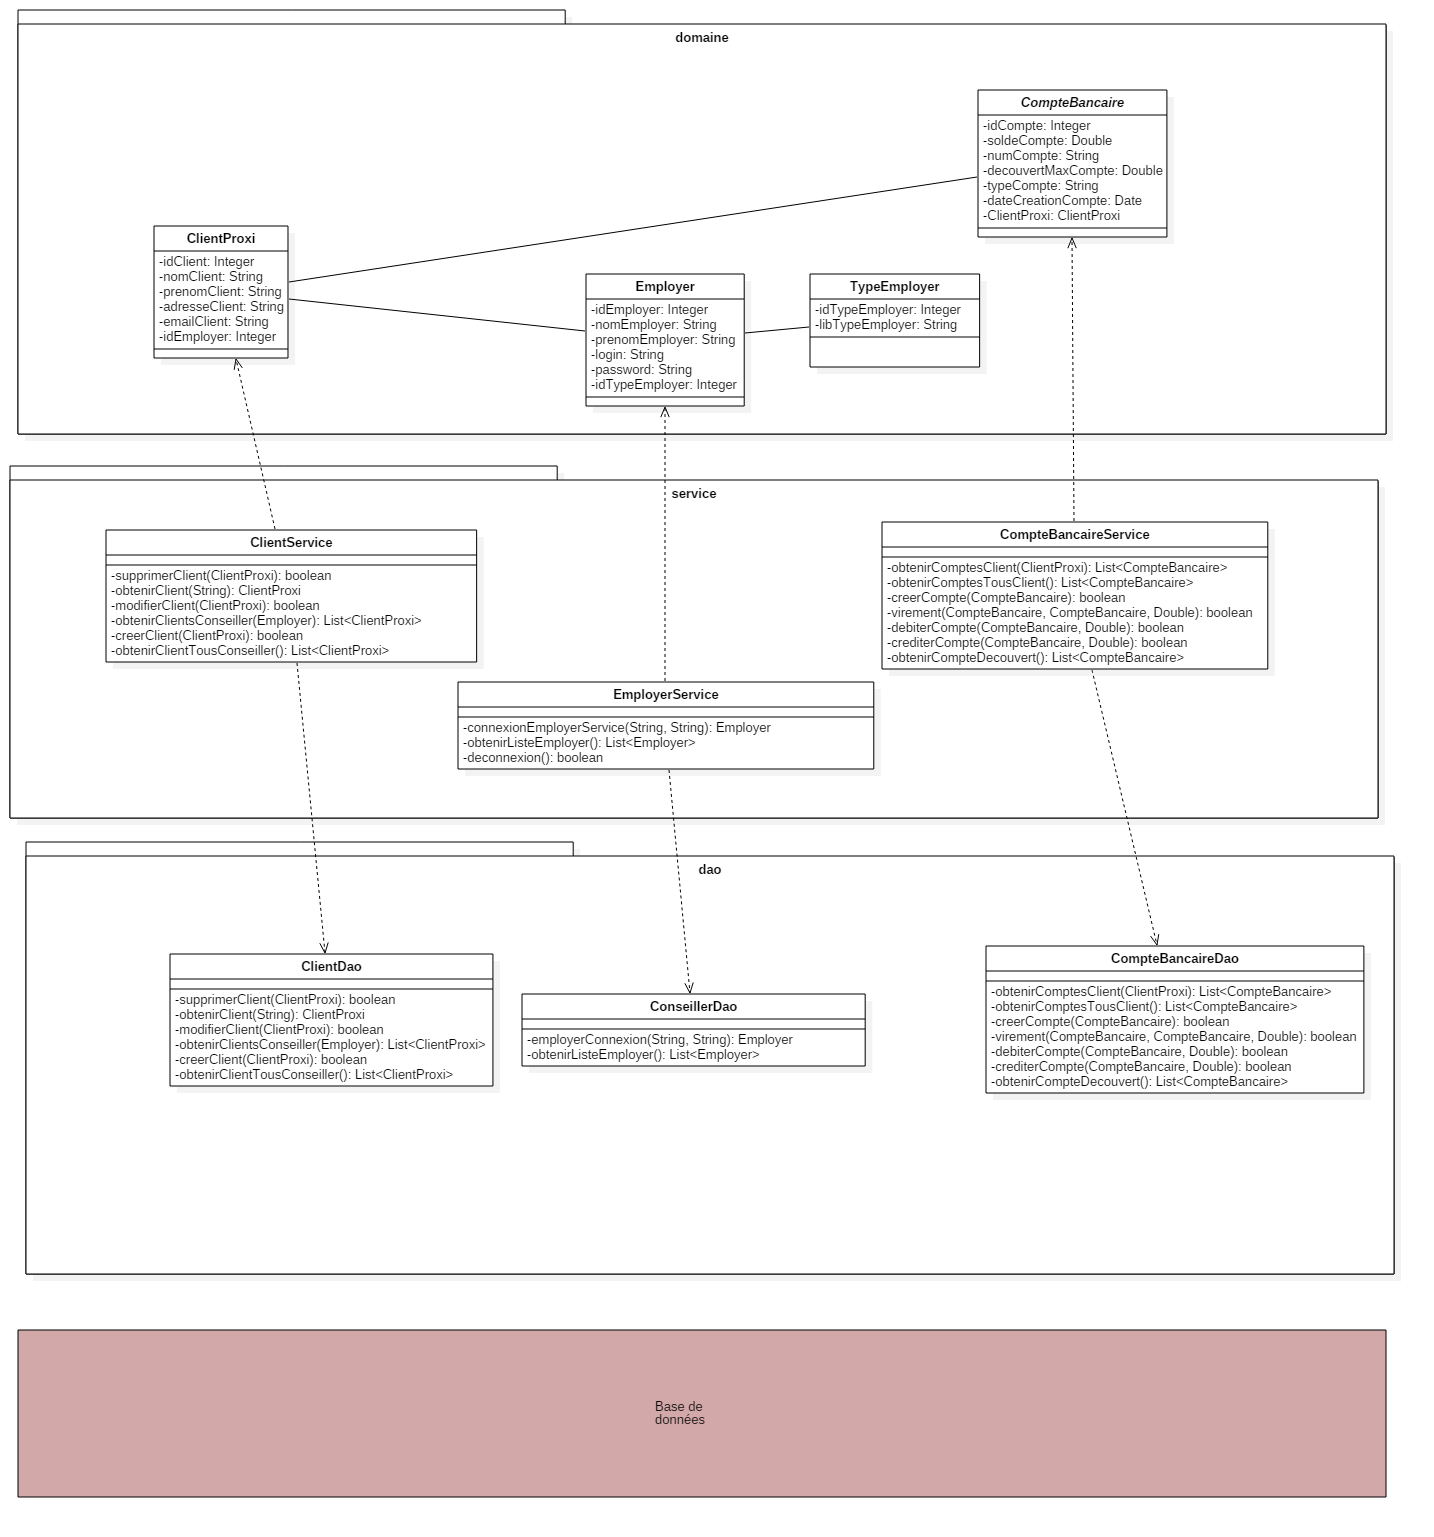 domaine
CompteBancaire
-idCompte: Integer
-soldeCompte: Double
-numCompte: String
-decouvertMaxCompte: Double
-typeCompte: String
-dateCreationCompte: Date
-ClientProxi: ClientProxi
ClientProxi
-idClient: Integer
-nomClient: String
-prenomClient: String
-adresseClient: String
-emailClient: String
-idEmployer: Integer
Employer
-idEmployer: Integer
-nomEmployer: String
-prenomEmployer: String
-login: String
-password: String
-idTypeEmployer: Integer
TypeEmployer
-idTypeEmployer: Integer
-libTypeEmployer: String
service
ClientService
-supprimerClient(ClientProxi): boolean
-obtenirClient(String): ClientProxi
-modifierClient(ClientProxi): boolean
-obtenirClientsConseiller(Employer): List<ClientProxi>
-creerClient(ClientProxi): boolean
-obtenirClientTousConseiller(): List<ClientProxi>
CompteBancaireService
-obtenirComptesClient(ClientProxi): List<CompteBancaire>
-obtenirComptesTousClient(): List<CompteBancaire>
-creerCompte(CompteBancaire): boolean
-virement(CompteBancaire, CompteBancaire, Double): boolean
-debiterCompte(CompteBancaire, Double): boolean
-crediterCompte(CompteBancaire, Double): boolean
-obtenirCompteDecouvert(): List<CompteBancaire>
EmployerService
-connexionEmployerService(String, String): Employer
-obtenirListeEmployer(): List<Employer>
-deconnexion(): boolean
dao
ClientDao
-supprimerClient(ClientProxi): boolean
-obtenirClient(String): ClientProxi
-modifierClient(ClientProxi): boolean
-obtenirClientsConseiller(Employer): List<ClientProxi>
-creerClient(ClientProxi): boolean
-obtenirClientTousConseiller(): List<ClientProxi>
ConseillerDao
-employerConnexion(String, String): Employer
-obtenirListeEmployer(): List<Employer>
CompteBancaireDao
-obtenirComptesClient(ClientProxi): List<CompteBancaire>
-obtenirComptesTousClient(): List<CompteBancaire>
-creerCompte(CompteBancaire): boolean
-virement(CompteBancaire, CompteBancaire, Double): boolean
-debiterCompte(CompteBancaire, Double): boolean
-crediterCompte(CompteBancaire, Double): boolean
-obtenirCompteDecouvert(): List<CompteBancaire>
Base de
données